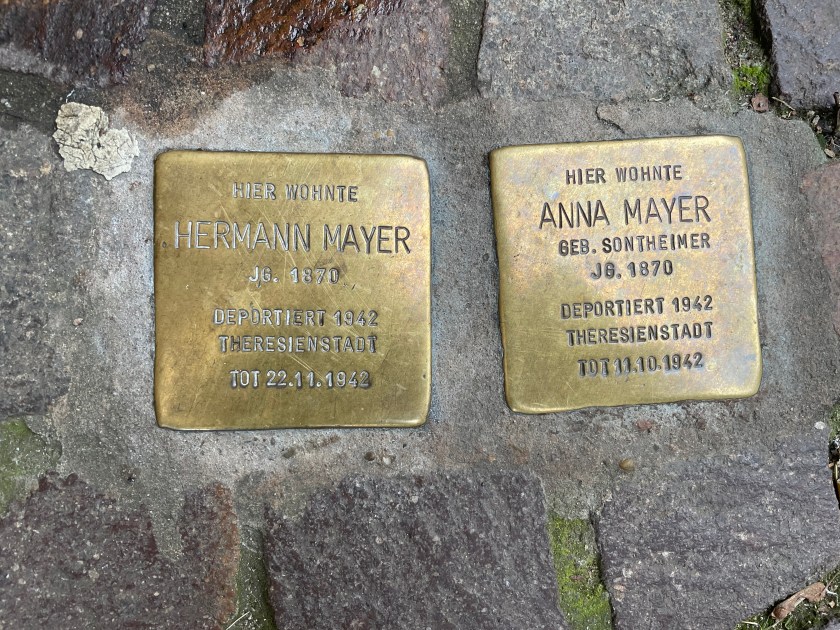 HIER WOHNTE
HERMANN MAYER
JG. 1870
DEPORTIERT 1942
THERESIENSTADT
TOT 22.11.1942
HIER WOHNTE
ANNA MAYER
GEB. SONTHEIMER
JG. 1870
DEPORTIERT 1942
THERESIENSTADT
TOT 11.10.1942